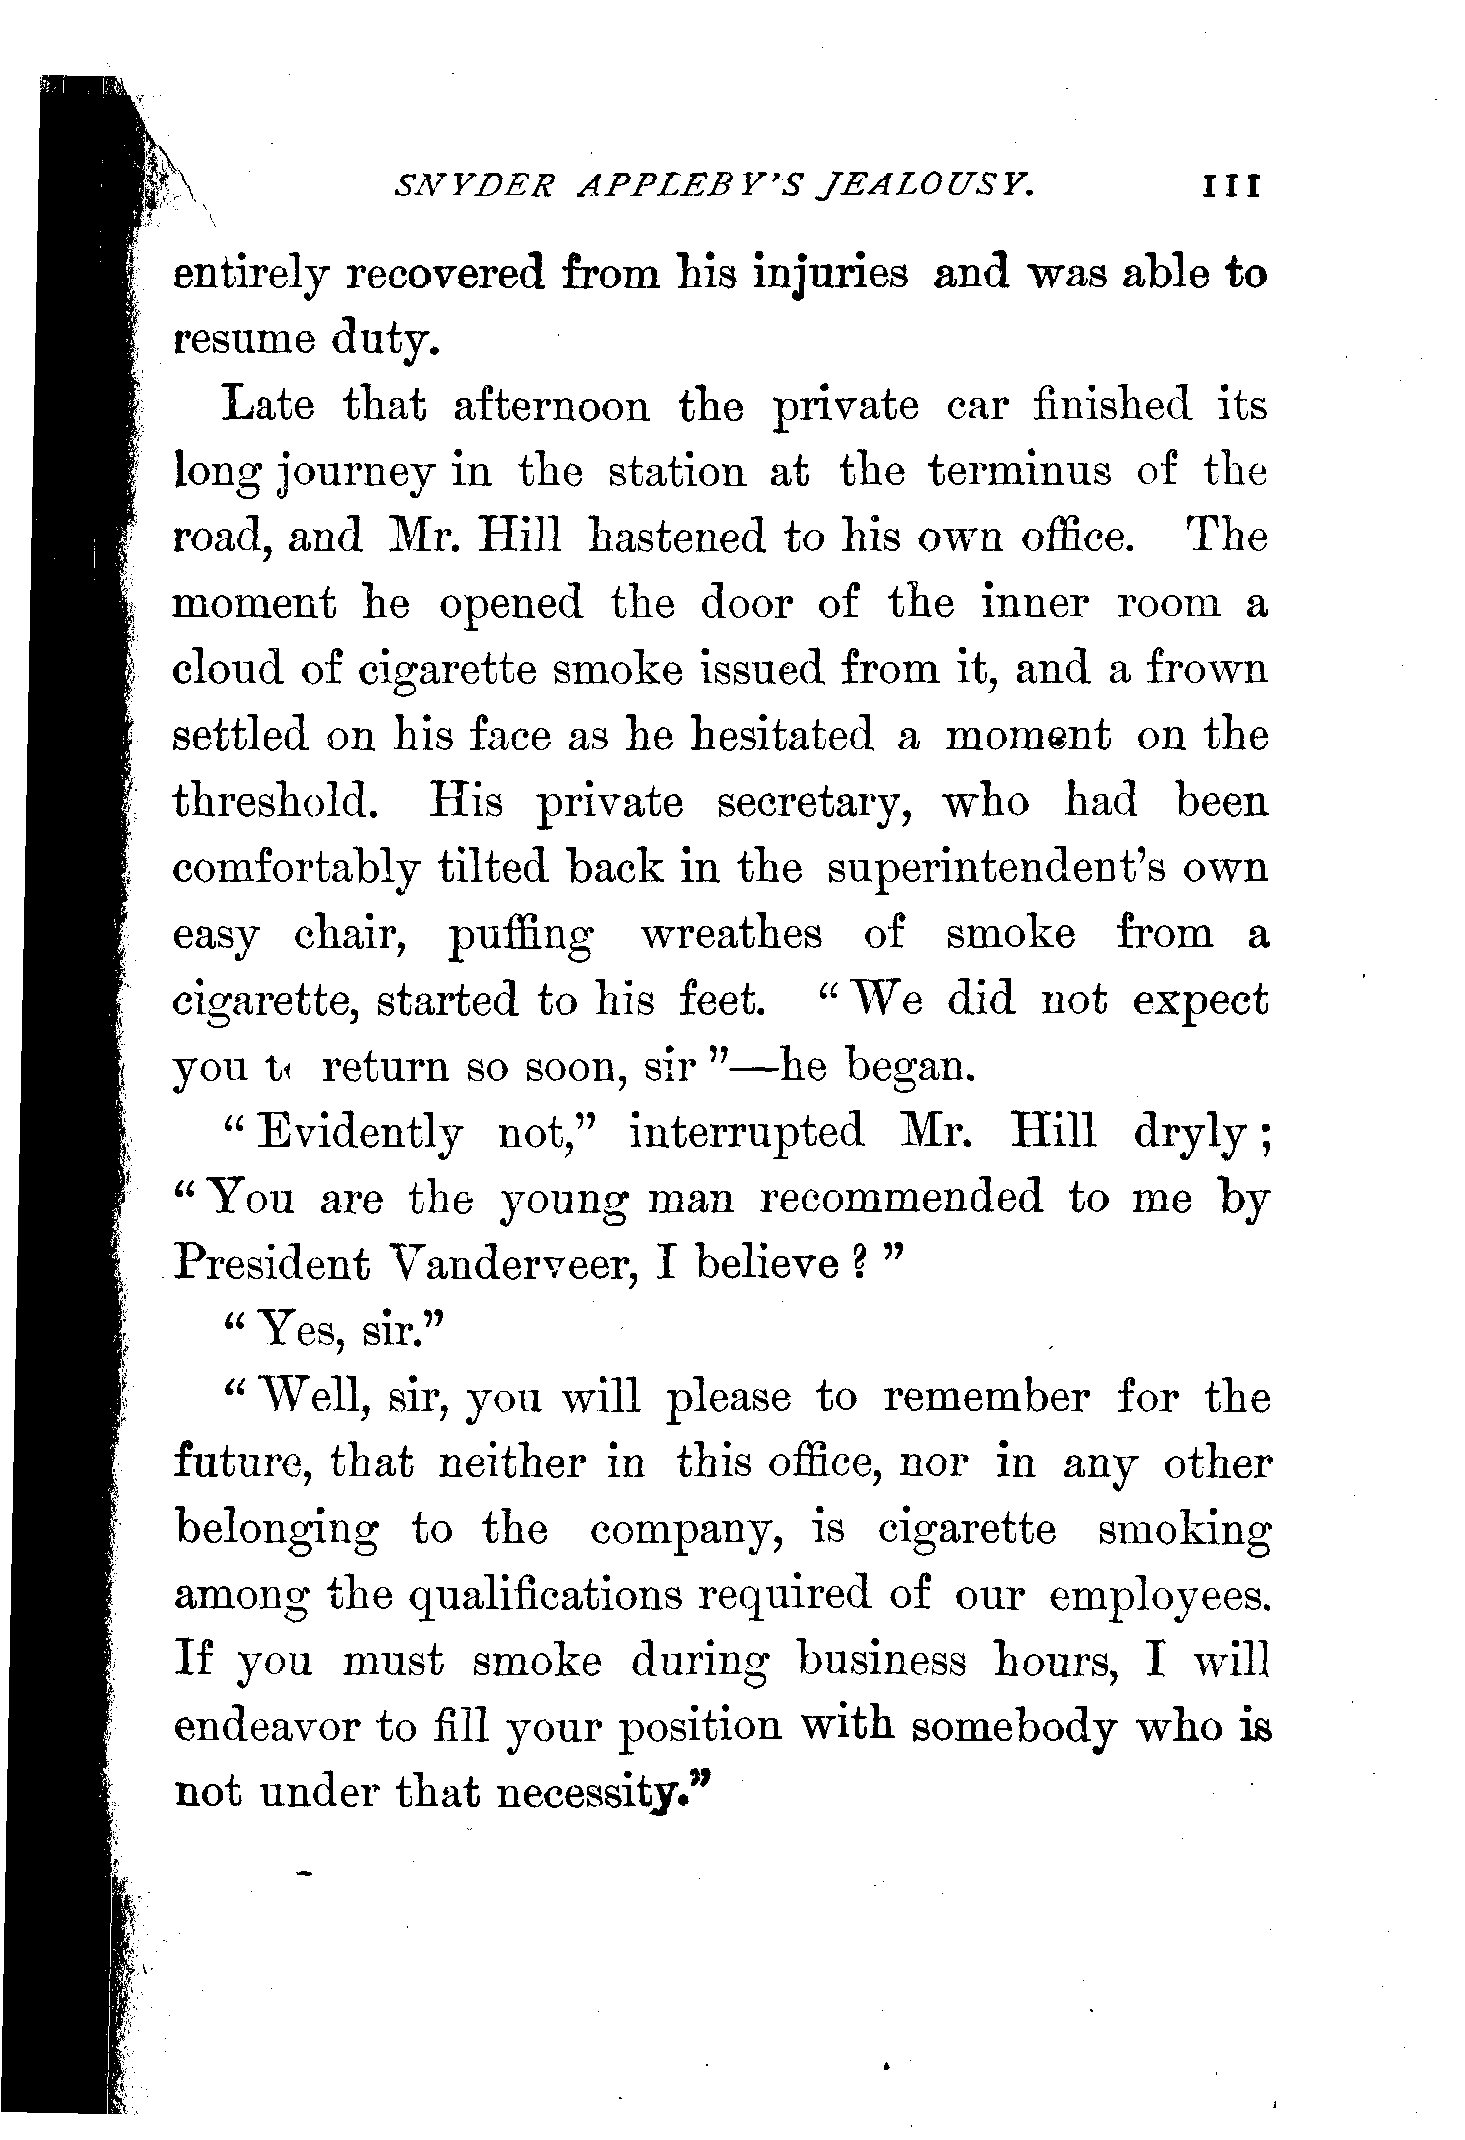 SNYDER APPLEBY'S JEALOUSY. 111
entirely recovered from his injuries and was able to
resume duty.
Late that afternoon the private car finished its
long journey in the station at the terminus of the
road, and Mr. Hill hastened to his own office. The
moment he opened the door of the inner room a
cloud of cigarette smoke issued from it, and a frown
settled on his face as he hesitated a moment on the
threshold. His private secretary, who had been
comfortably tilted back in the superintendent's own
easy chair, puffing wreathes of smoke from a
cigarette, started to his feet. "We did not expect
you to return so soon, sir"—he began.
"Evidently not," interrupted Mr. Hill dryly;
"You are the young man recommended to me by
President Vanderveer, I believe?"
"Yes, sir."
"Well, sir, you will please to remember for the
future, that neither in this office, nor in any other
belonging to the company, is cigarette smoking
among the qualifications required of our employees.
If you must smoke during business hours, I will
endeavor to fill your position with somebody who is
not under that necessity."